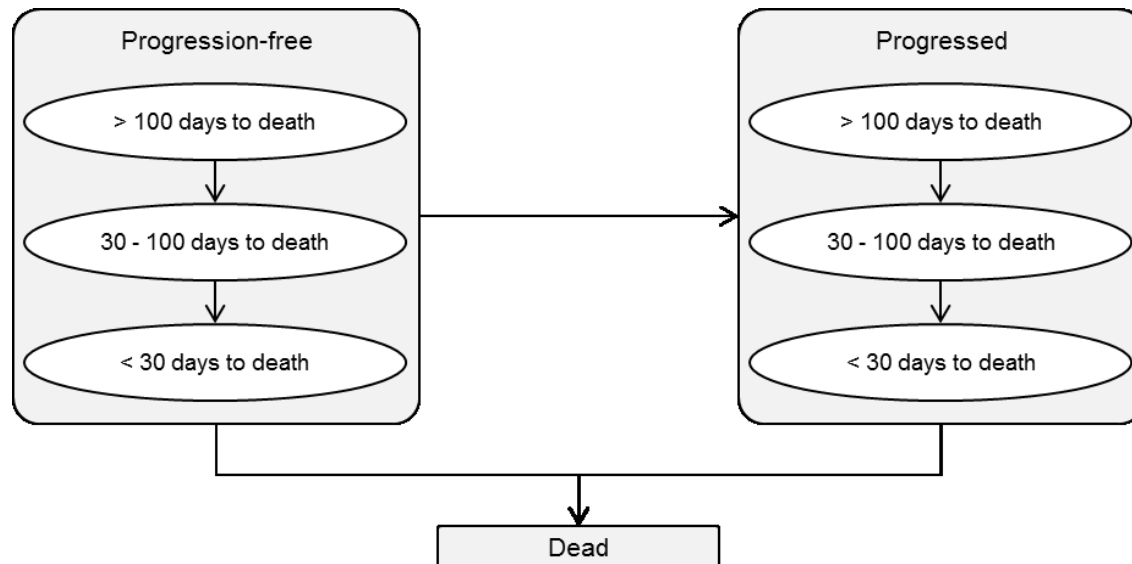 Progression-free
> 100 days to death
30 - 100 days to death
< 30 days to death
Progressed
> 100 days to death
30 - 100 days to death
< 30 days to death
Dead